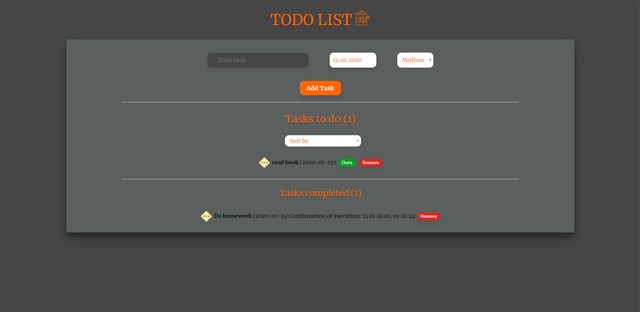 TODO LIST
Your task 15.01.2020 Medium
Add Task
Tasks to do (1)
Sort by
read book (2020-01-15) Done Remove
Tasks completed (1)
Do homework (2020-01-15) Confirmation of execution: 15.01.2020, 19:20:22 Remove